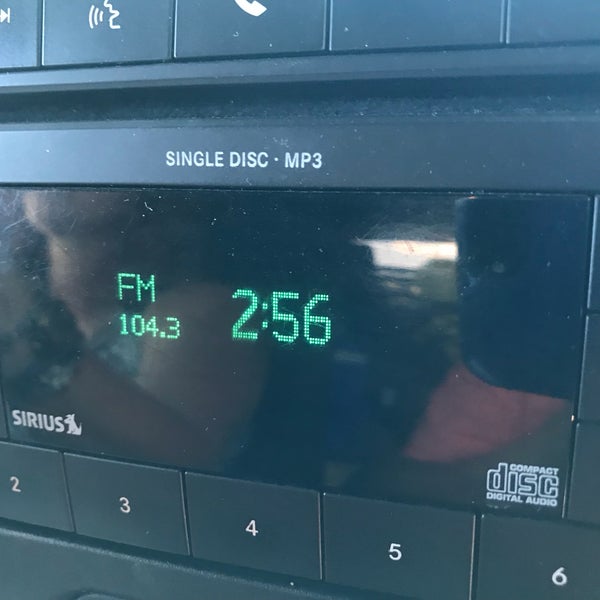 SINGLE DISC · MP3
FM
104.3
2:56
SIRIUS
COMPACT
disc
DIGITAL AUDIO
2
3
4
5
6